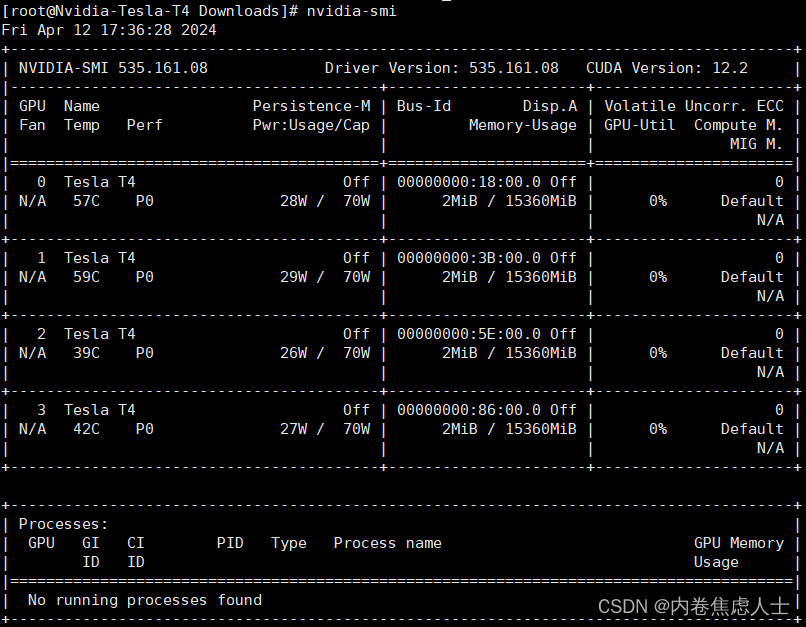 [root@Nvidia-Tesla-T4 Downloads]# nvidia-smi
Fri Apr 12 17:36:28 2024
+---------------------------------------------------------------------------------------+
| NVIDIA-SMI 535.161.08             Driver Version: 535.161.08   CUDA Version: 12.2     |
|-----------------------------------------+----------------------+----------------------+
| GPU  Name                 Persistence-M | Bus-Id        Disp.A | Volatile Uncorr. ECC |
| Fan  Temp   Perf          Pwr:Usage/Cap |         Memory-Usage | GPU-Util  Compute M. |
|                                         |                      |               MIG M. |
|=========================================+======================+======================|
|   0  Tesla T4                       Off | 00000000:18:00.0 Off |                    0 |
| N/A   57C    P0              28W /  70W |      2MiB / 15360MiB |      0%      Default |
|                                         |                      |                  N/A |
+-----------------------------------------+----------------------+----------------------+
|   1  Tesla T4                       Off | 00000000:3B:00.0 Off |                    0 |
| N/A   59C    P0              29W /  70W |      2MiB / 15360MiB |      0%      Default |
|                                         |                      |                  N/A |
+-----------------------------------------+----------------------+----------------------+
|   2  Tesla T4                       Off | 00000000:5E:00.0 Off |                    0 |
| N/A   39C    P0              26W /  70W |      2MiB / 15360MiB |      0%      Default |
|                                         |                      |                  N/A |
+-----------------------------------------+----------------------+----------------------+
|   3  Tesla T4                       Off | 00000000:86:00.0 Off |                    0 |
| N/A   42C    P0              27W /  70W |      2MiB / 15360MiB |      0%      Default |
|                                         |                      |                  N/A |
+-----------------------------------------+----------------------+----------------------+

+---------------------------------------------------------------------------------------+
| Processes:                                                                            |
|  GPU   GI   CI        PID   Type   Process name                            GPU Memory |
|        ID   ID                                                             Usage      |
|=======================================================================================|
|  No running processes found                                                           |
+---------------------------------------------------------------------------------------+
CSDN @内卷焦虑人士